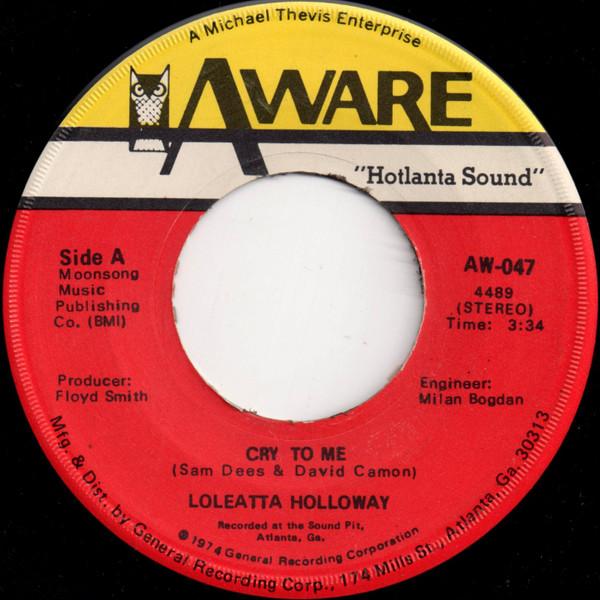 A Michael Thevis Enterprise
AWARE
"Hotlanta Sound"
Side A
Moonsong
Music
Publishing
Co. (BMI)
AW-047
4489
(STEREO)
Time: 3:34
Producer:
Floyd Smith
Engineer:
Milan Bogdan
CRY TO ME
(Sam Dees & David Camon)
LOLEATTA HOLLOWAY
Recorded at the Sound Pit,
Atlanta, Ga.
℗1974 General Recording Corporation
Mfg. & Dist. by General Recording Corp., 174 Mills St., Atlanta, Ga. 30313